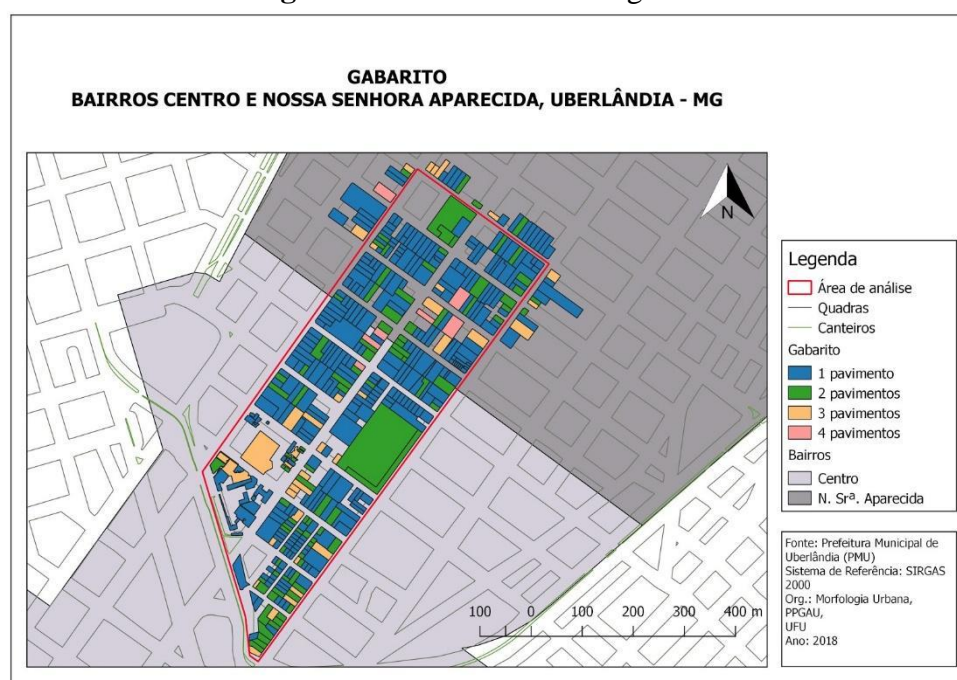 GABARITO
BAIRROS CENTRO E NOSSA SENHORA APARECIDA, UBERLÂNDIA - MG
N
Legenda
Área de análise
Quadras
Canteiros
Gabarito
1 pavimento
2 pavimentos
3 pavimentos
4 pavimentos
Bairros
Centro
N. Srª. Aparecida
100 0 100 200 300 400 m
Fonte: Prefeitura Municipal de
Uberlândia (PMU)
Sistema de Referência: SIRGAS
2000
Org.: Morfologia Urbana,
PPGAU,
UFU
Ano: 2018